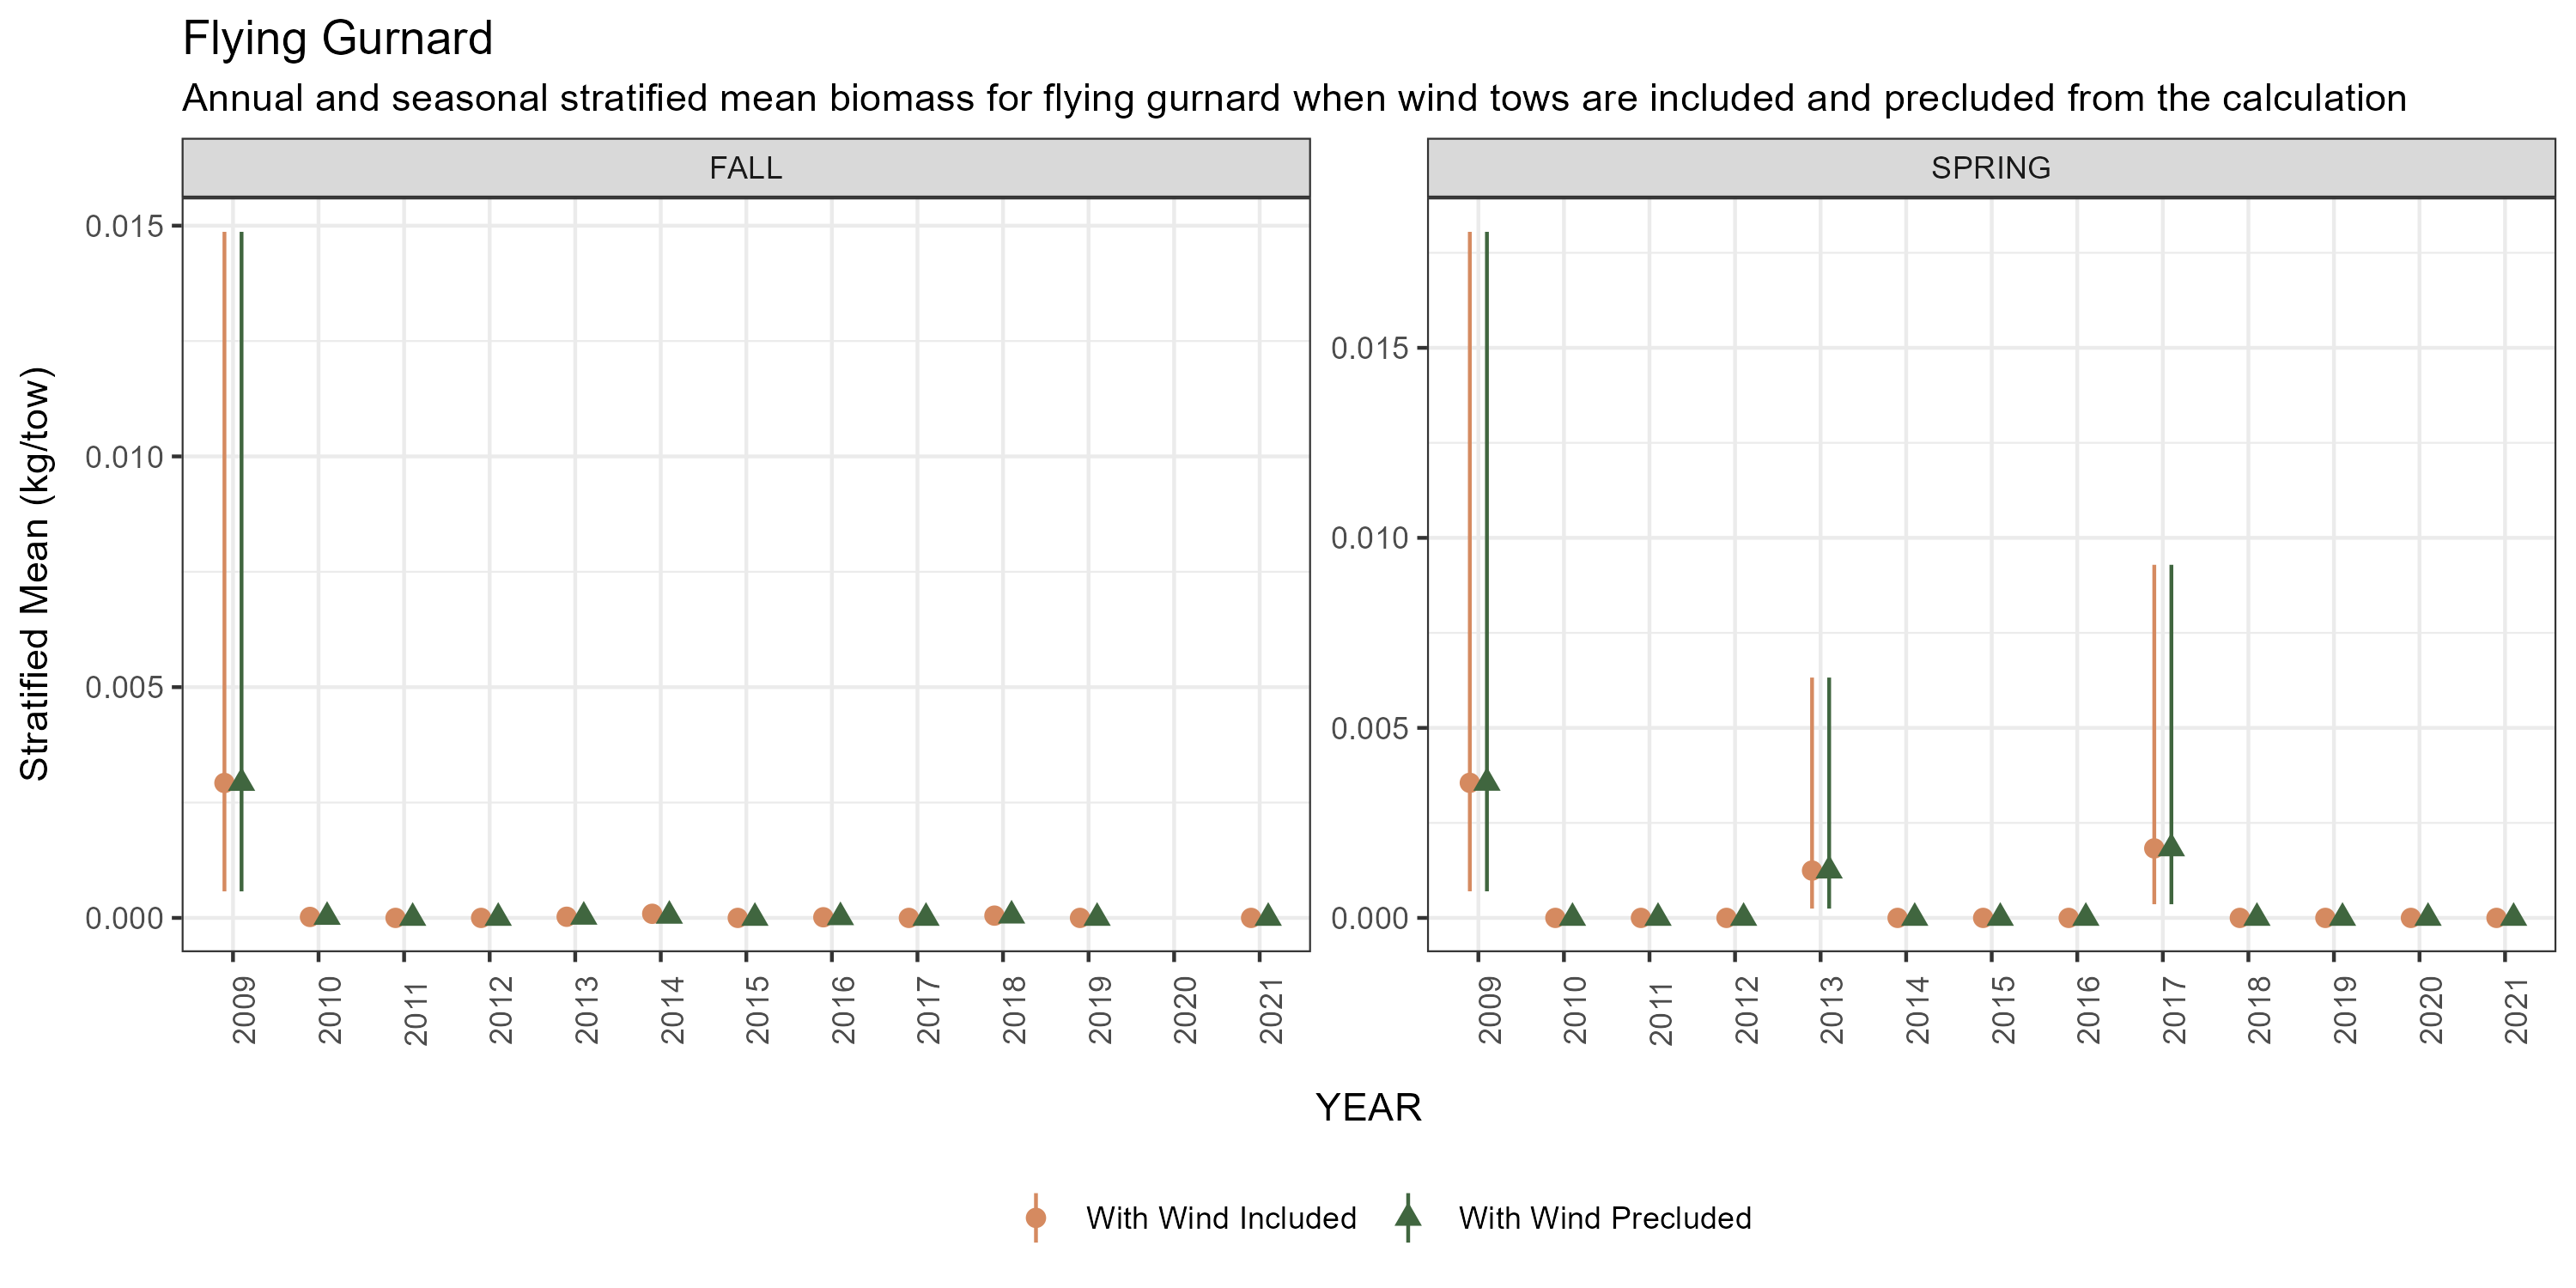 Flying Gurnard
Annual and seasonal stratified mean biomass for flying gurnard when wind tows are included and precluded from the calculation
FALL
SPRING
Stratified Mean (kg/tow)
0.015
0.010
0.005
0.000
0.015
0.010
0.005
0.000
2009 2010 2011 2012 2013 2014 2015 2016 2017 2018 2019 2020 2021
2009 2010 2011 2012 2013 2014 2015 2016 2017 2018 2019 2020 2021
YEAR
With Wind Included
With Wind Precluded